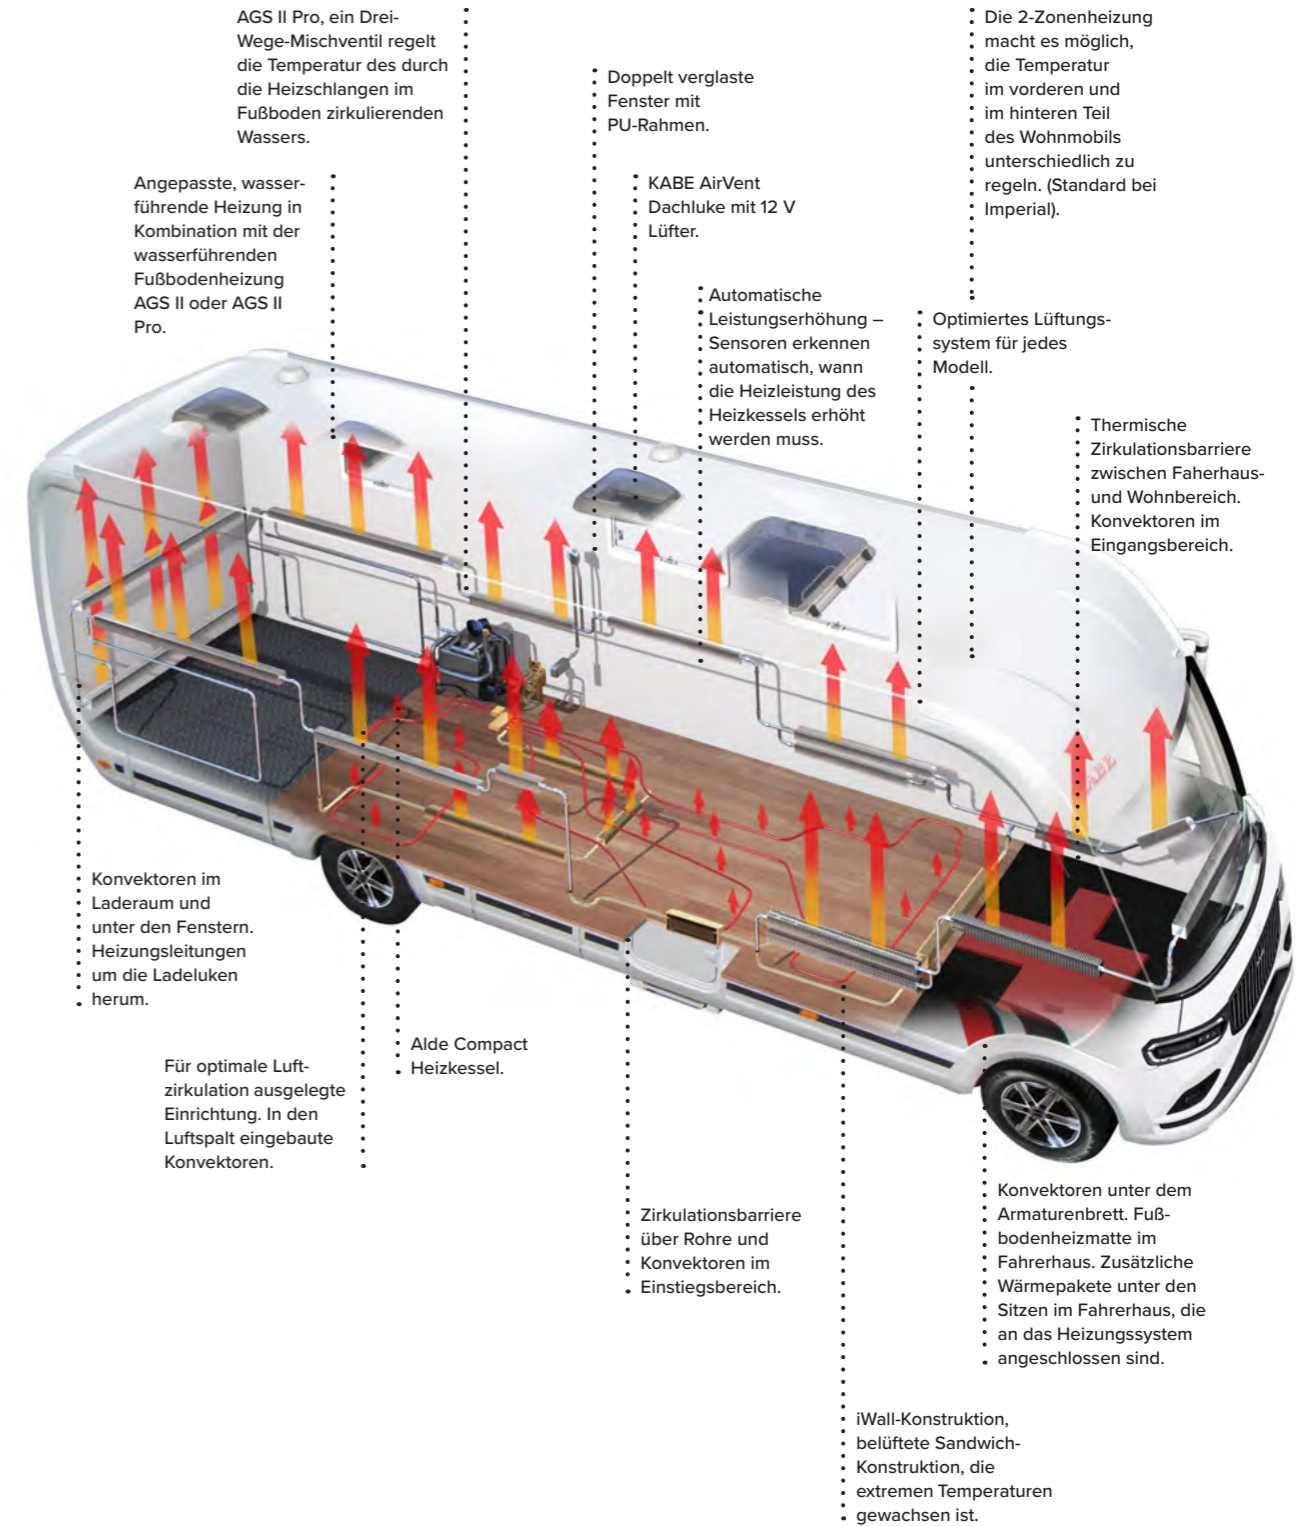 AGS II Pro, ein Drei-
Wege-Mischventil regelt
die Temperatur des durch
die Heizschlangen im
Fußboden zirkulierenden
Wassers.
Die 2-Zonenheizung
macht es möglich,
die Temperatur
im vorderen und
im hinteren Teil
des Wohnmobils
unterschiedlich zu
regeln. (Standard bei
Imperial).
Doppelt verglaste
Fenster mit
PU-Rahmen.
Angepasste, wasser-
führende Heizung in
Kombination mit der
wasserführenden
Fußbodenheizung
AGS II oder AGS II
Pro.
KABE AirVent
Dachluke mit 12 V
Lüfter.
Automatische
Leistungserhöhung –
Sensoren erkennen
automatisch, wann
die Heizleistung des
Heizkessels erhöht
werden muss.
Optimiertes Lüftungs-
system für jedes
Modell.
Thermische
Zirkulationsbarriere
zwischen Faherhaus-
und Wohnbereich.
Konvektoren im
Eingangsbereich.
KABE
Konvektoren im
Laderaum und
unter den Fenstern.
Heizungsleitungen
um die Ladeluken
herum.
Alde Compact
Heizkessel.
Für optimale Luft-
zirkulation ausgelegte
Einrichtung. In den
Luftspalt eingebaute
Konvektoren.
Zirkulationsbarriere
über Rohre und
Konvektoren im
Einstiegsbereich.
Konvektoren unter dem
Armaturenbrett. Fuß-
bodenheizmatte im
Fahrerhaus. Zusätzliche
Wärmepakete unter den
Sitzen im Fahrerhaus, die
an das Heizungssystem
angeschlossen sind.
iWall-Konstruktion,
belüftete Sandwich-
Konstruktion, die
extremen Temperaturen
gewachsen ist.